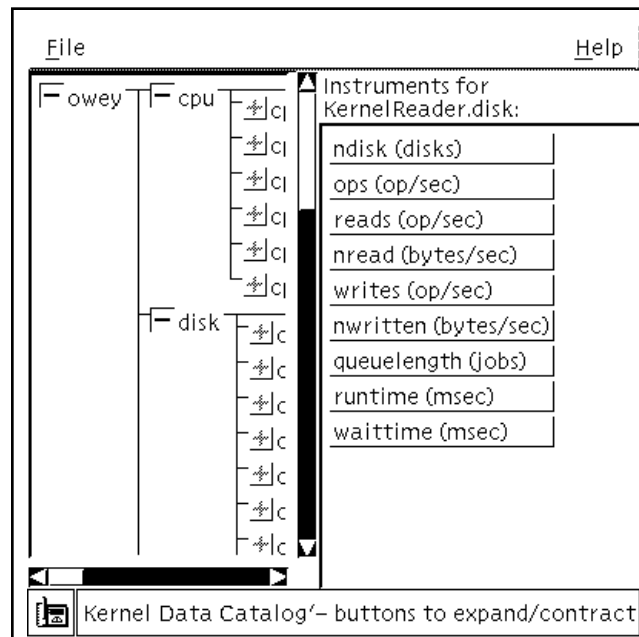 File Help
owey cpu
disk
Instruments for
KernelReader.disk:
ndisk (disks)
ops (op/sec)
reads (op/sec)
nread (bytes/sec)
writes (op/sec)
nwritten (bytes/sec)
queuelength (jobs)
runtime (msec)
waittime (msec)
Kernel Data Catalog'– buttons to expand/contract